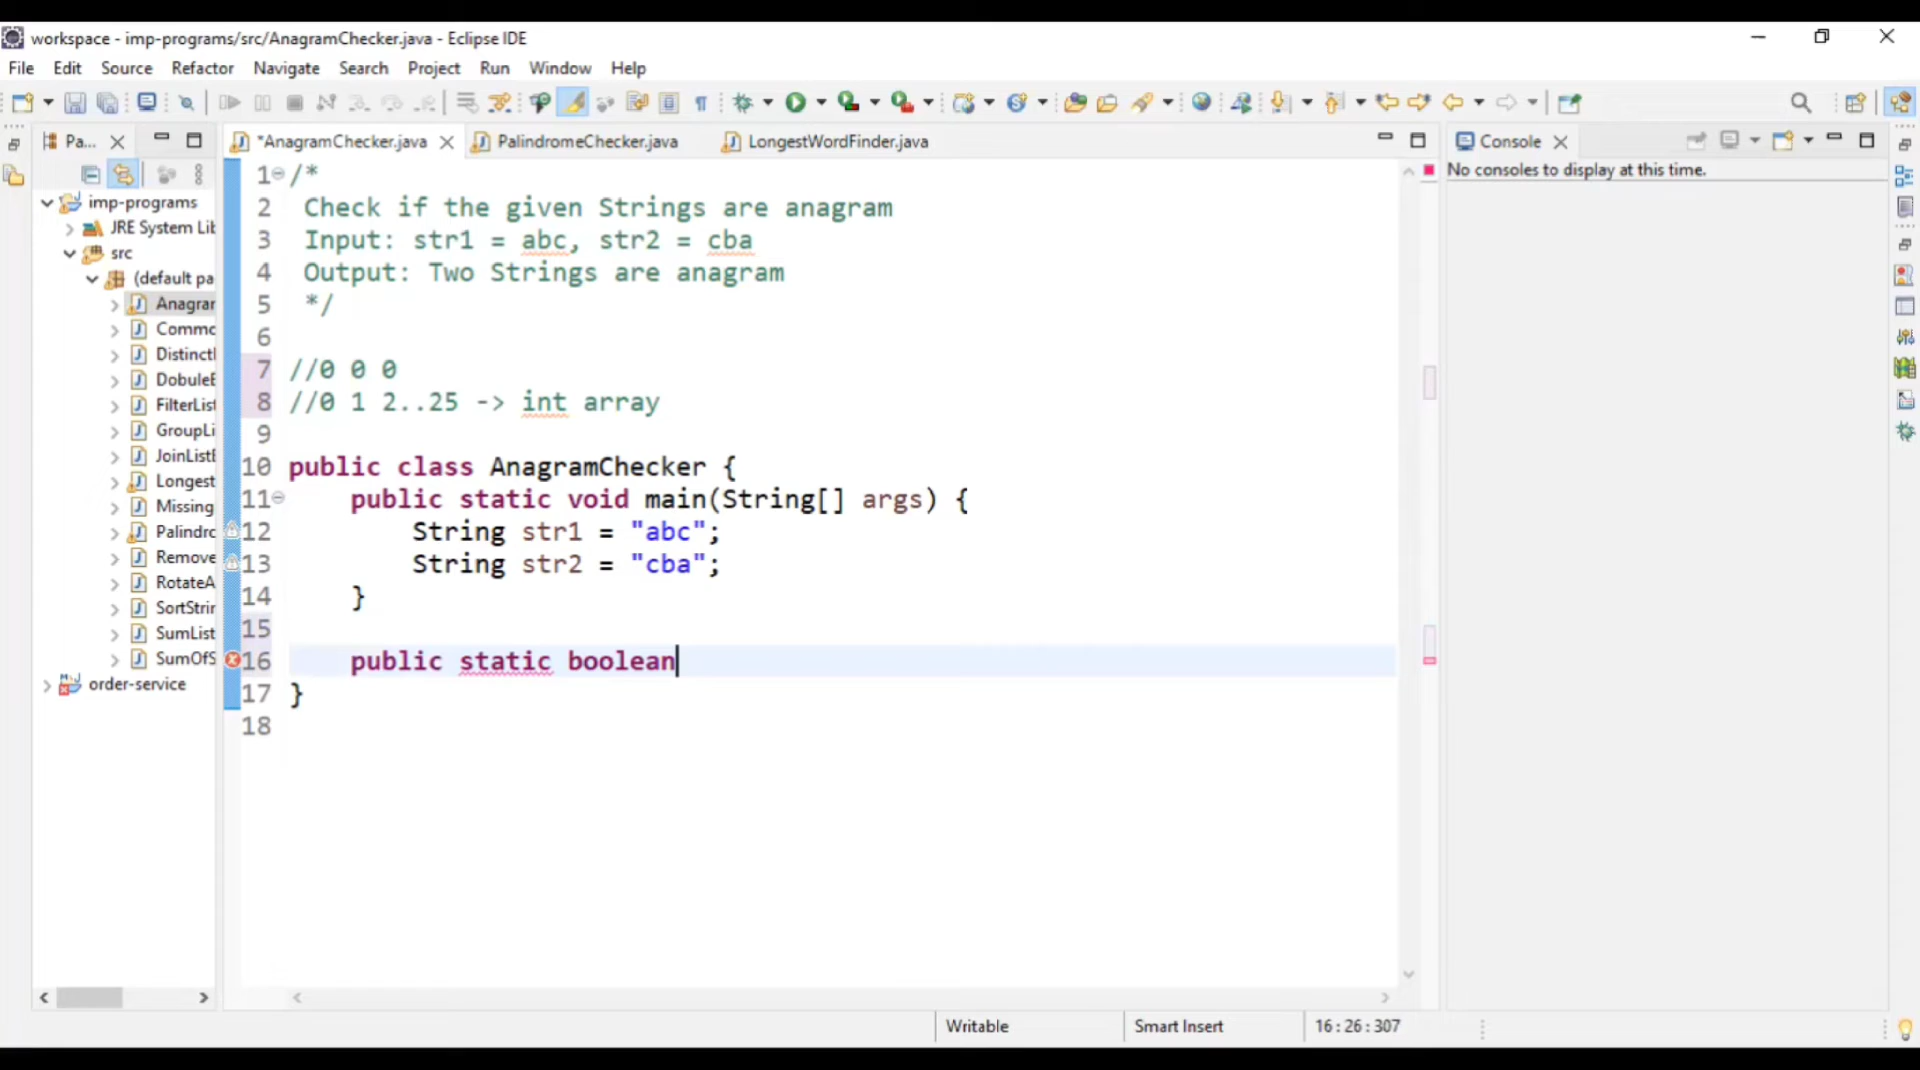 workspace - imp-programs/src/AnagramChecker.java - Eclipse IDE
File Edit Source Refactor Navigate Search Project Run Window Help
Pa...
*AnagramChecker.java
PalindromeChecker.java
LongestWordFinder.java
Console
No consoles to display at this time.
imp-programs
JRE System Lib
src
(default pa
Anagrar
Commc
Distinctl
DobuleE
FilterList
GroupLi
JoinListE
Longest
Missing
Palindrc
Remove
RotateA
SortStrir
SumList
SumOfS
order-service
1 /*
2 Check if the given Strings are anagram
3 Input: str1 = abc, str2 = cba
4 Output: Two Strings are anagram
5 */
6
7 //0 0 0
8 //0 1 2..25 -> int array
9
10 public class AnagramChecker {
11 public static void main(String[] args) {
12 String str1 = "abc";
13 String str2 = "cba";
14 }
15
16 public static boolean
17 }
18
Writable
Smart Insert
16 : 26 : 307